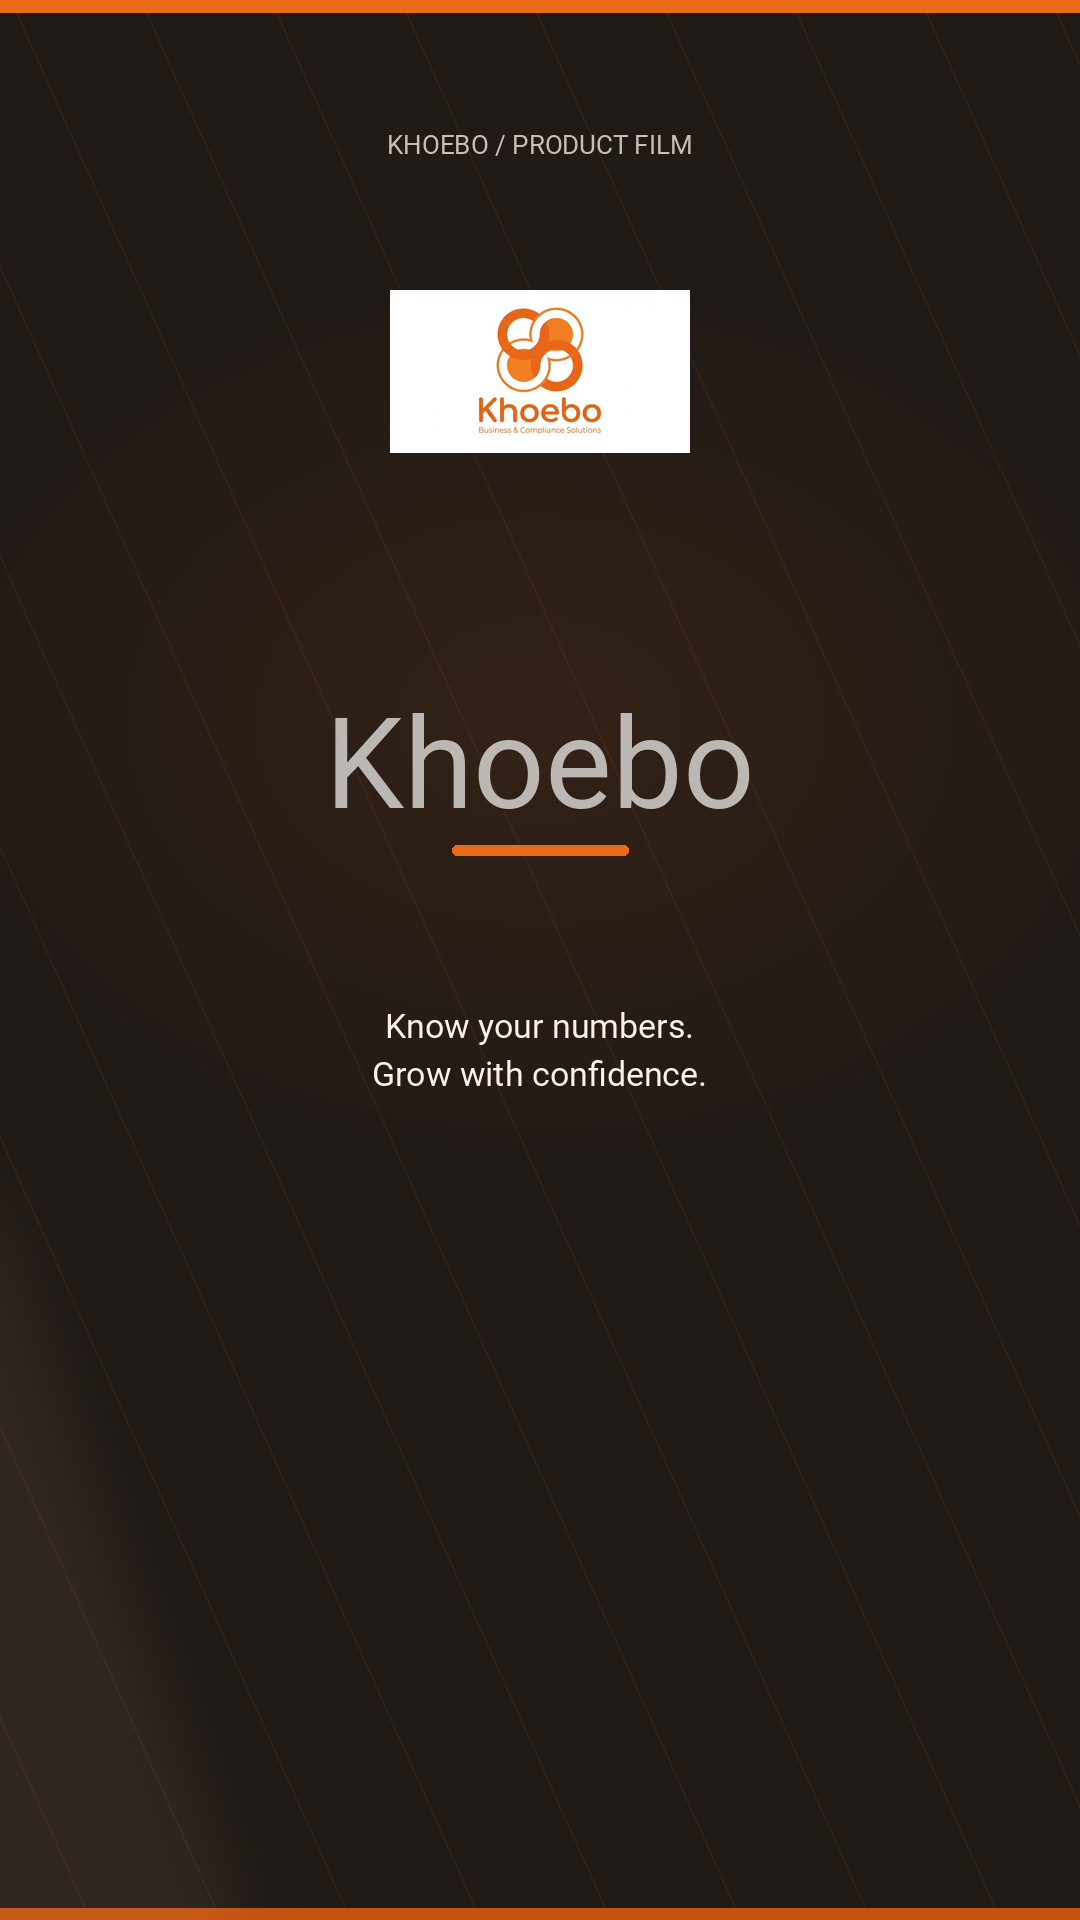 KHOEBO / PRODUCT FILM
Khoebo
Business & Compliance Solutions
Khoebo
Know your numbers.
Grow with confidence.